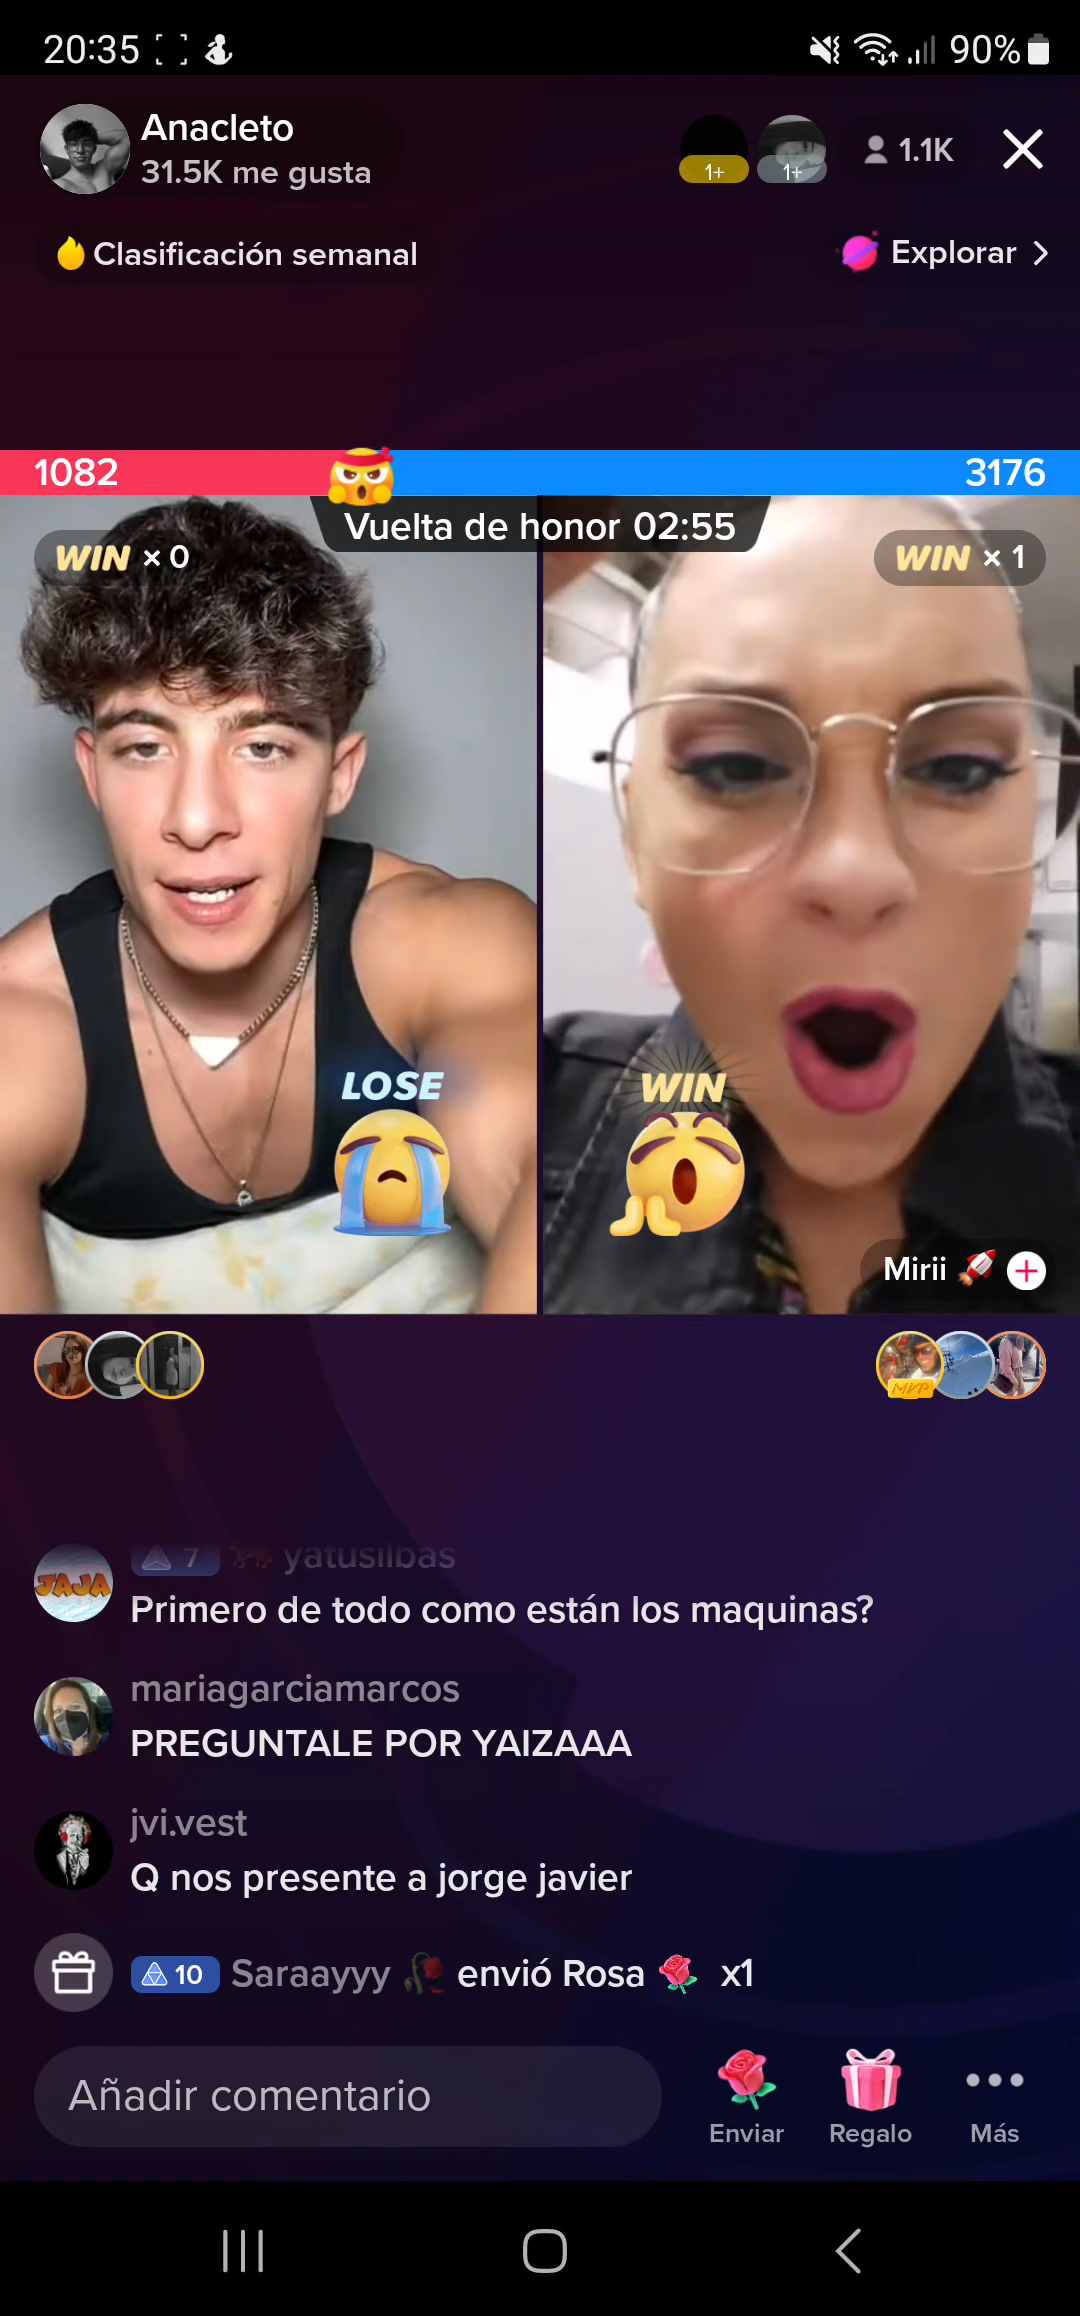 20:35
90%
Anacleto
31.5K me gusta
1+
1+
1.1K
Clasificación semanal
Explorar
1082
3176
Vuelta de honor 02:55
WIN × 0
WIN × 1
LOSE
WIN
Mirii
MVP
7 yatusilbas
JAJA
Primero de todo como están los maquinas?
mariagarciamarcos
PREGUNTALE POR YAIZAAA
jvi.vest
Q nos presente a jorge javier
10 Saraayyy envió Rosa x1
Añadir comentario
Enviar
Regalo
Más